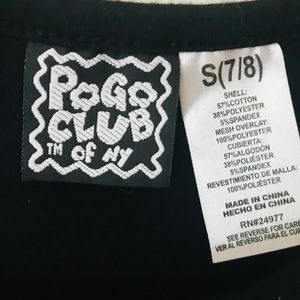 POGO
CLUB
TM OF NY
S(7/8)
SHELL:
57%COTTON
38%POLYESTER
5%SPANDEX
MESH OVERLAY:
100%POLYESTER
CUBIERTA:
57%ALGODÓN
38%POLIÉSTER
5%SPANDEX
REVESTIMIENTO DE MALLA:
100%POLIÉSTER
MADE IN CHINA
HECHO EN CHINA
RN#24977
SEE REVERSE FOR CARE
VER AL REVERSO PARA EL CUI